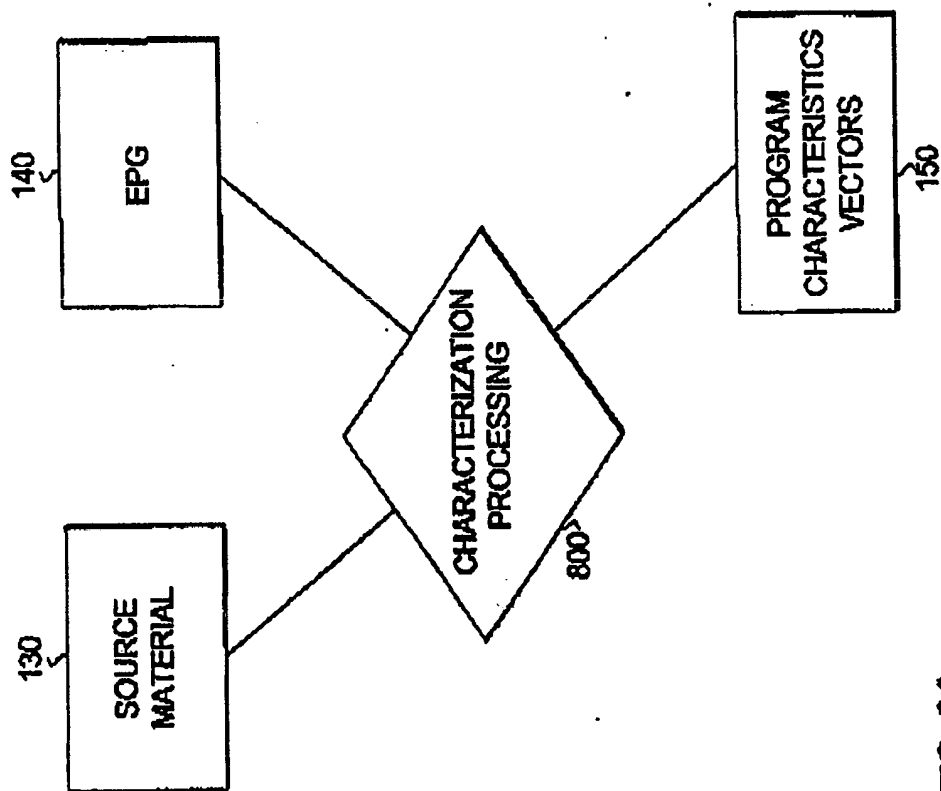 130
SOURCE
MATERIAL
140
EPG
CHARACTERIZATION
PROCESSING
800
PROGRAM
CHARACTERISTICS
VECTORS
150